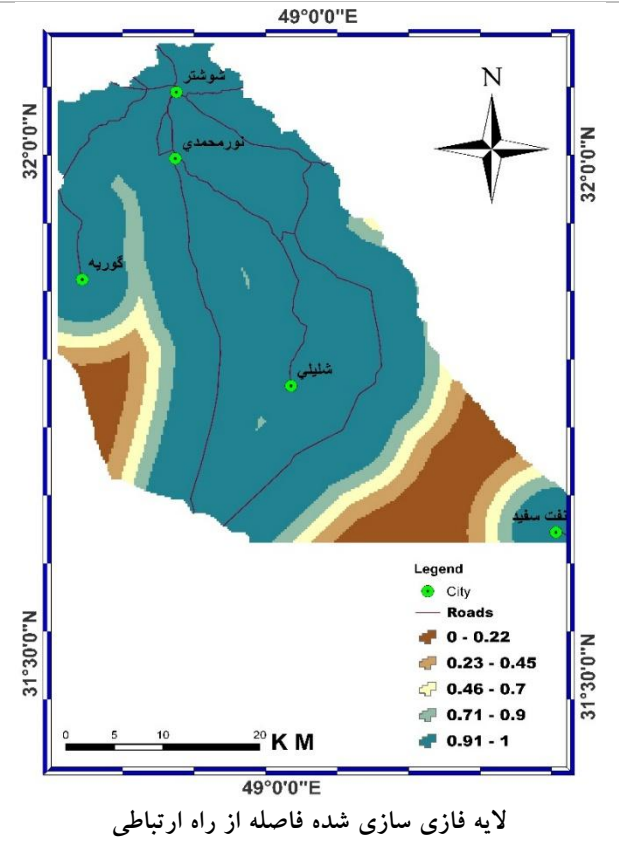 49°0'0"E
N
32°0'0"N
32°0'0"N
شوشتر
نورمحمدي
گوريه
شليلي
نفت سفيد
Legend
City
Roads
0 - 0.22
0.23 - 0.45
0.46 - 0.7
0.71 - 0.9
0.91 - 1
31°30'0"N
31°30'0"N
0 5 10 20 K M
49°0'0"E
لایه فازی سازی شده فاصله از راه ارتباطی